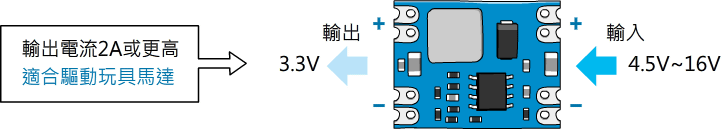 輸出電流2A或更高
適合驅動玩具馬達
輸出
3.3V
+
−
+
−
輸入
4.5V~16V